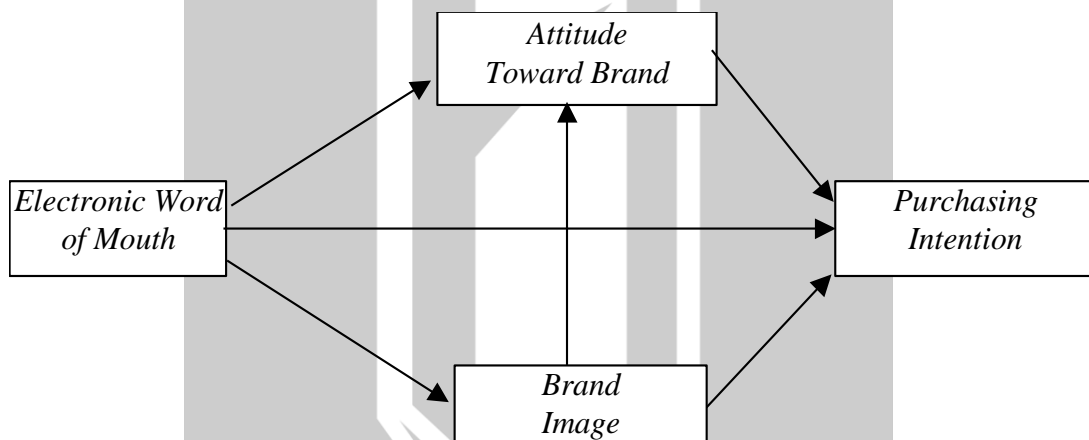 Attitude
Toward Brand
Electronic Word
of Mouth
Purchasing
Intention
Brand
Image